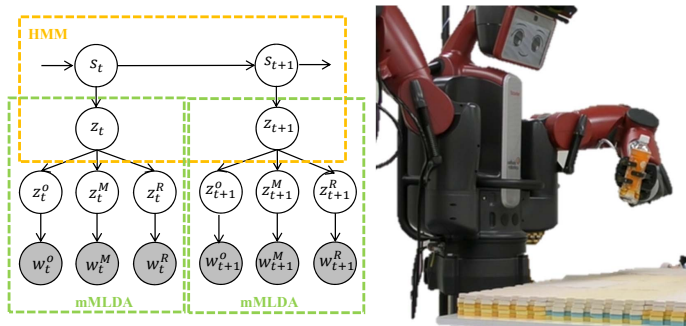 HMM
s_t s_{t+1}
z_t z_{t+1}
z_t^o z_t^M z_t^R z_{t+1}^o z_{t+1}^M z_{t+1}^R
w_t^o w_t^M w_t^R w_{t+1}^o w_{t+1}^M w_{t+1}^R
mMLDA mMLDA